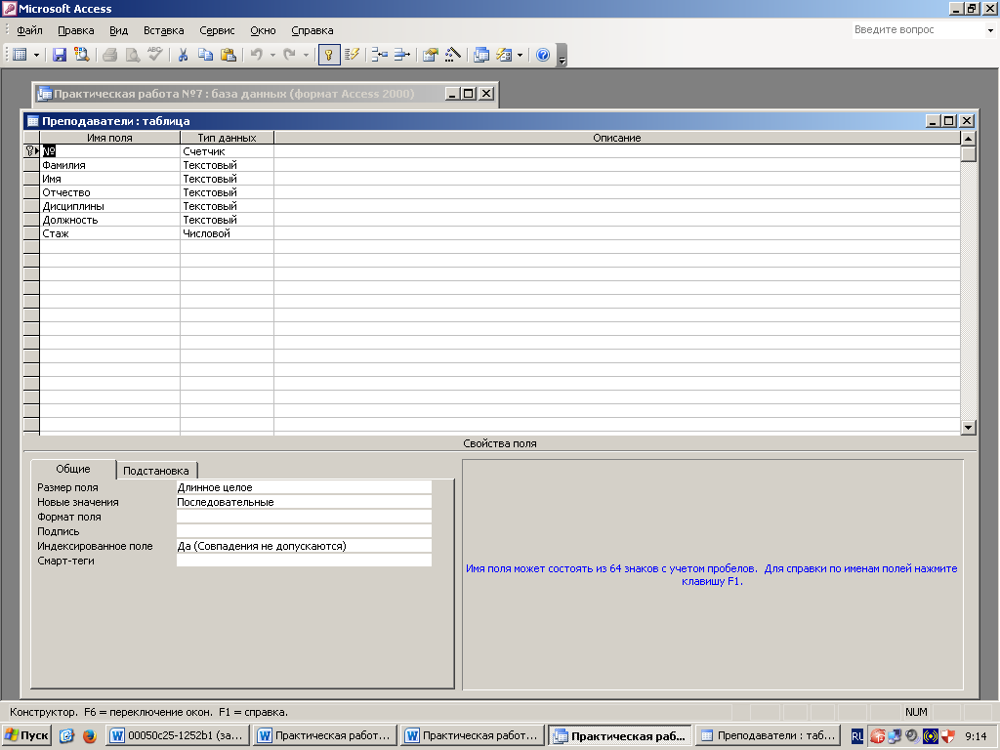 Microsoft Access
Файл Правка Вид Вставка Сервис Окно Справка Введите вопрос
Практическая работа №7 : база данных (формат Access 2000)
Преподаватели : таблица
Имя поля Тип данных Описание
№ Счетчик
Фамилия Текстовый
Имя Текстовый
Отчество Текстовый
Дисциплины Текстовый
Должность Текстовый
Стаж Числовой
Свойства поля
Общие Подстановка
Размер поля Длинное целое
Новые значения Последовательные
Формат поля
Подпись
Индексированное поле Да (Совпадения не допускаются)
Смарт-теги
Имя поля может состоять из 64 знаков с учетом пробелов. Для справки по именам полей нажмите
клавишу F1.
Конструктор. F6 = переключение окон. F1 = справка. NUM
Пуск 00050c25-1252b1 (за... Практическая работ... Практическая работ... Практическая раб... Преподаватели : таб... RL 9:14